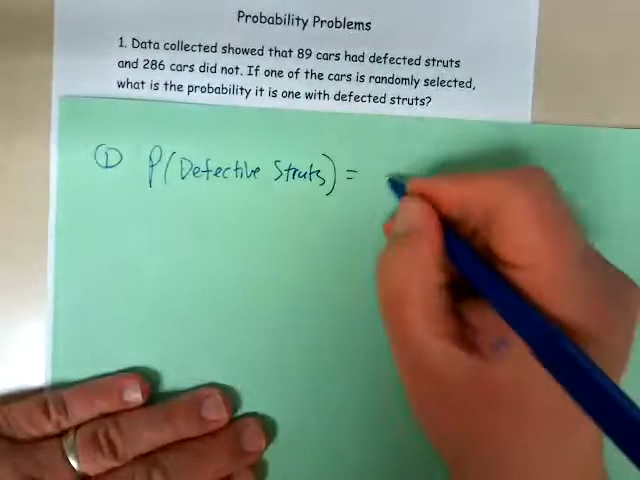 Probability Problems
1. Data collected showed that 89 cars had defected struts
and 286 cars did not. If one of the cars is randomly selected,
what is the probability it is one with defected struts?
① P(Defective Struts) =